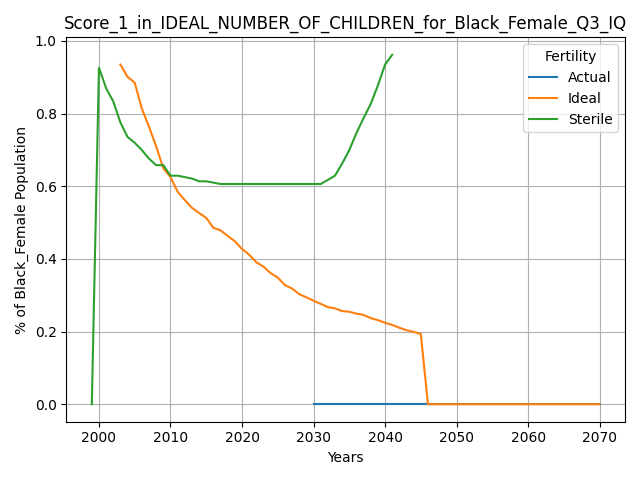 Score_1_in_IDEAL_NUMBER_OF_CHILDREN_for_Black_Female_Q3_IQ
Fertility
Actual
Ideal
Sterile
% of Black_Female Population
1.0
0.8
0.6
0.4
0.2
0.0
2000 2010 2020 2030 2040 2050 2060 2070
Years